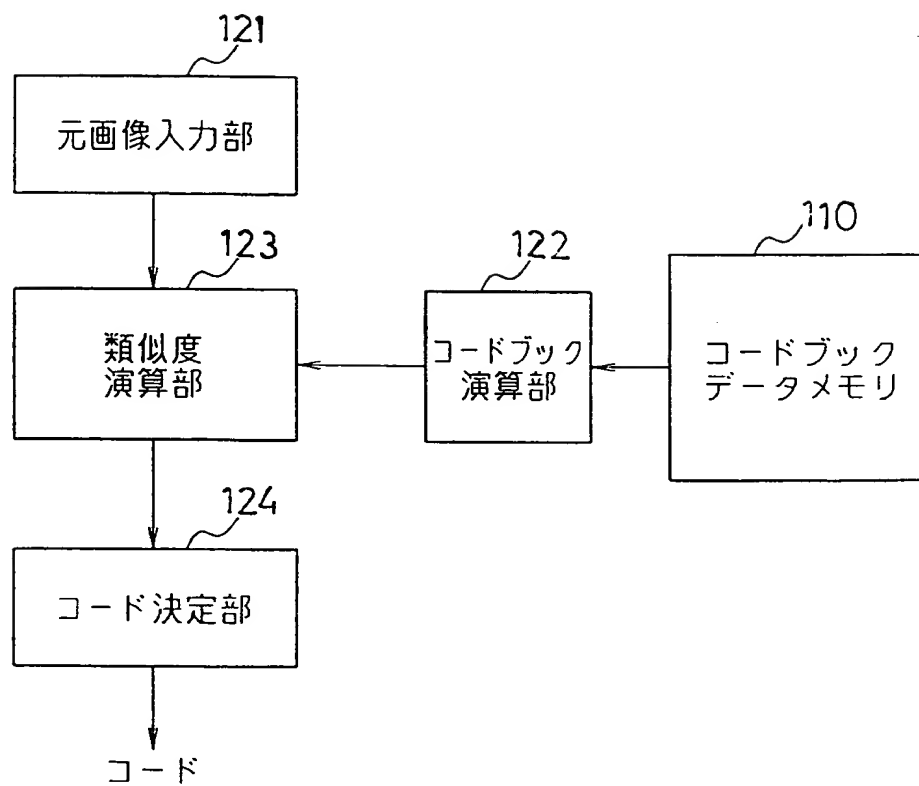 121
元画像入力部
123
類似度
演算部
122
コードブック
演算部
110
コードブック
データメモリ
124
コード決定部
コード